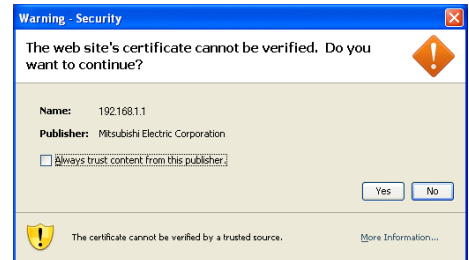 Warning - Security
The web site's certificate cannot be verified. Do you
want to continue?
Name: 192.168.1.1
Publisher: Mitsubishi Electric Corporation
Always trust content from this publisher.
Yes No
The certificate cannot be verified by a trusted source. More Information...